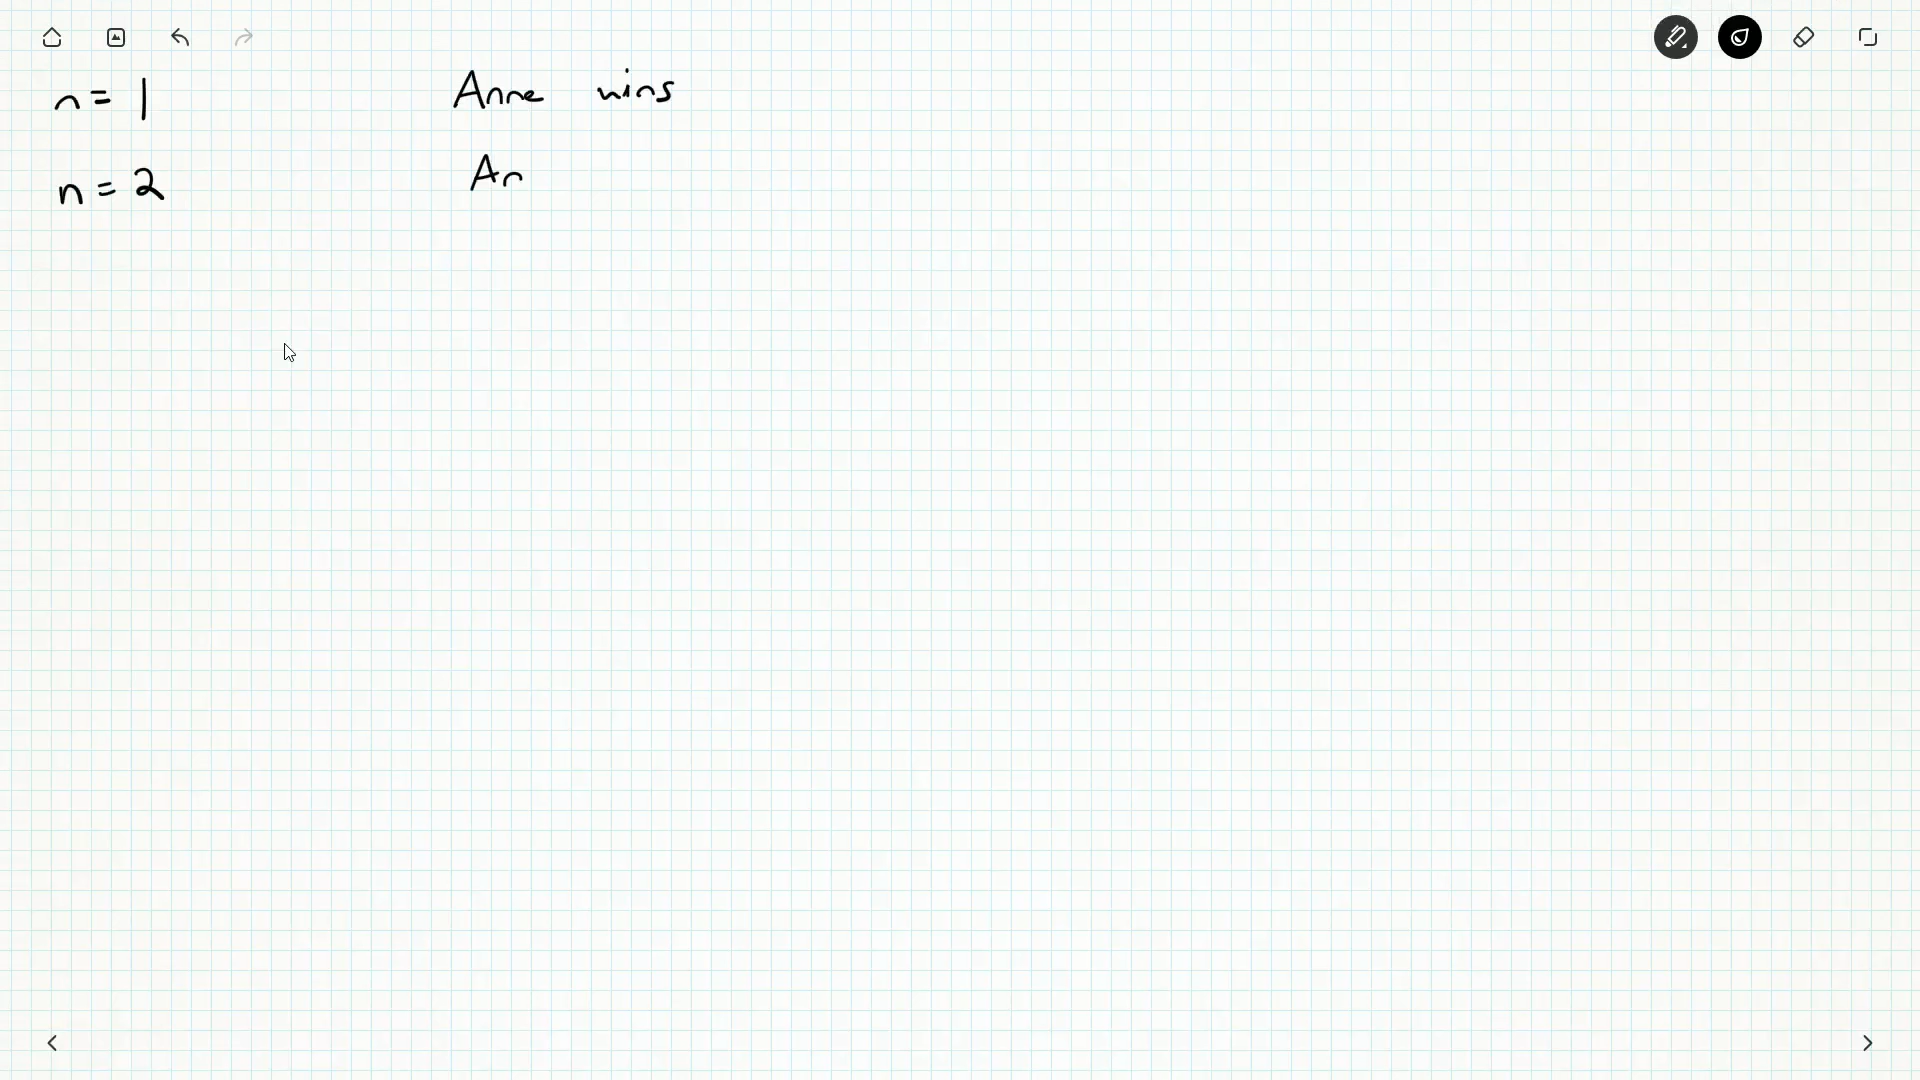 n = 1 Anne wins
n = 2 An